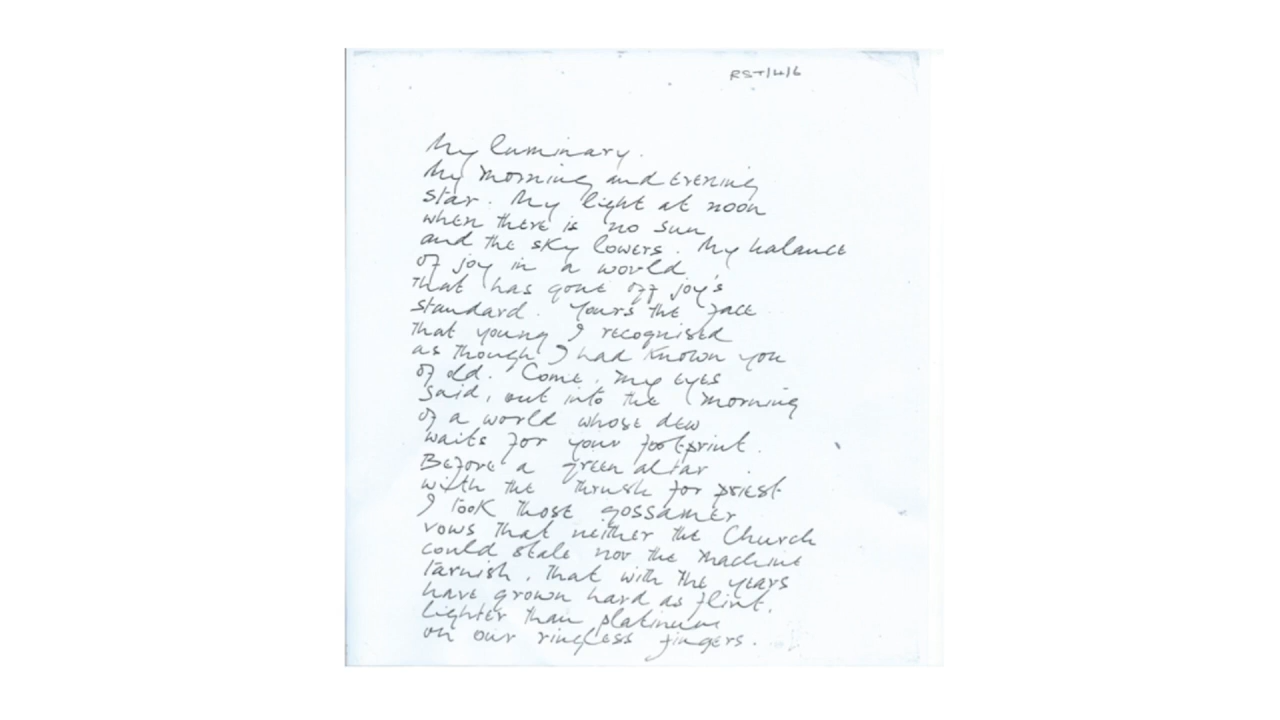 RST/4/6
My luminary.
My morning and evening
star. My light at noon
when there is no sun
and the sky lowers. My balance
of joy in a world
that has gone off joy's
standard. Yours the face
that young I recognised
as though I had known you
of old. Come, my eyes
said, out into the morning
of a world whose dew
waits for your footprint.
Before a green altar
with the thrush for priest
I took those gossamer
vows that neither the Church
could stale nor the Machine
tarnish, that with the years
have grown hard as flint,
lighter than platinum
on our ringless fingers.